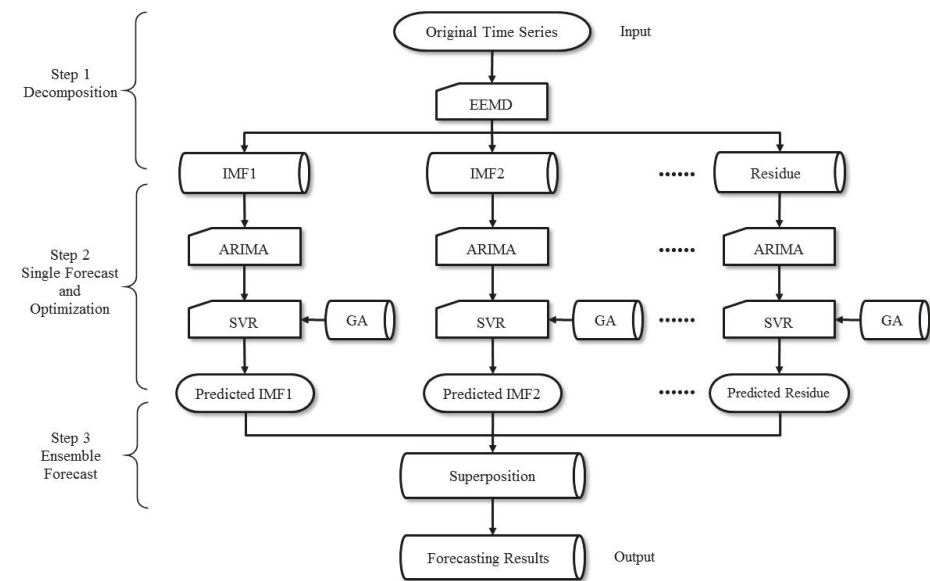 Original Time Series
Input
Step 1
Decomposition
EEMD
IMF1
IMF2
......
Residue
Step 2
Single Forecast
and
Optimization
ARIMA
ARIMA
......
ARIMA
SVR
GA
SVR
GA
......
SVR
GA
Predicted IMF1
Predicted IMF2
......
Predicted Residue
Step 3
Ensemble
Forecast
Superposition
Forecasting Results
Output